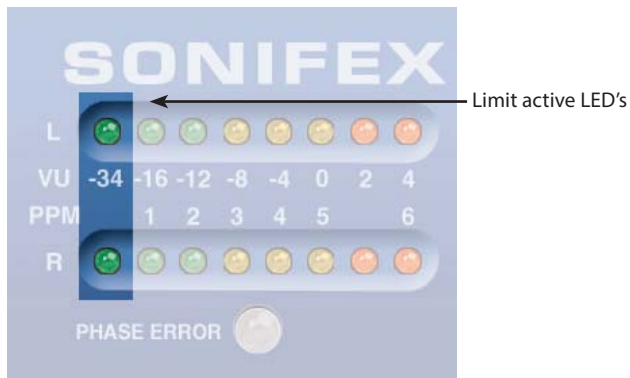 SONIFEX
Limit active LED's
L
VU -34 -16 -12 -8 -4 0 2 4
PPM 1 2 3 4 5 6
R
PHASE ERROR